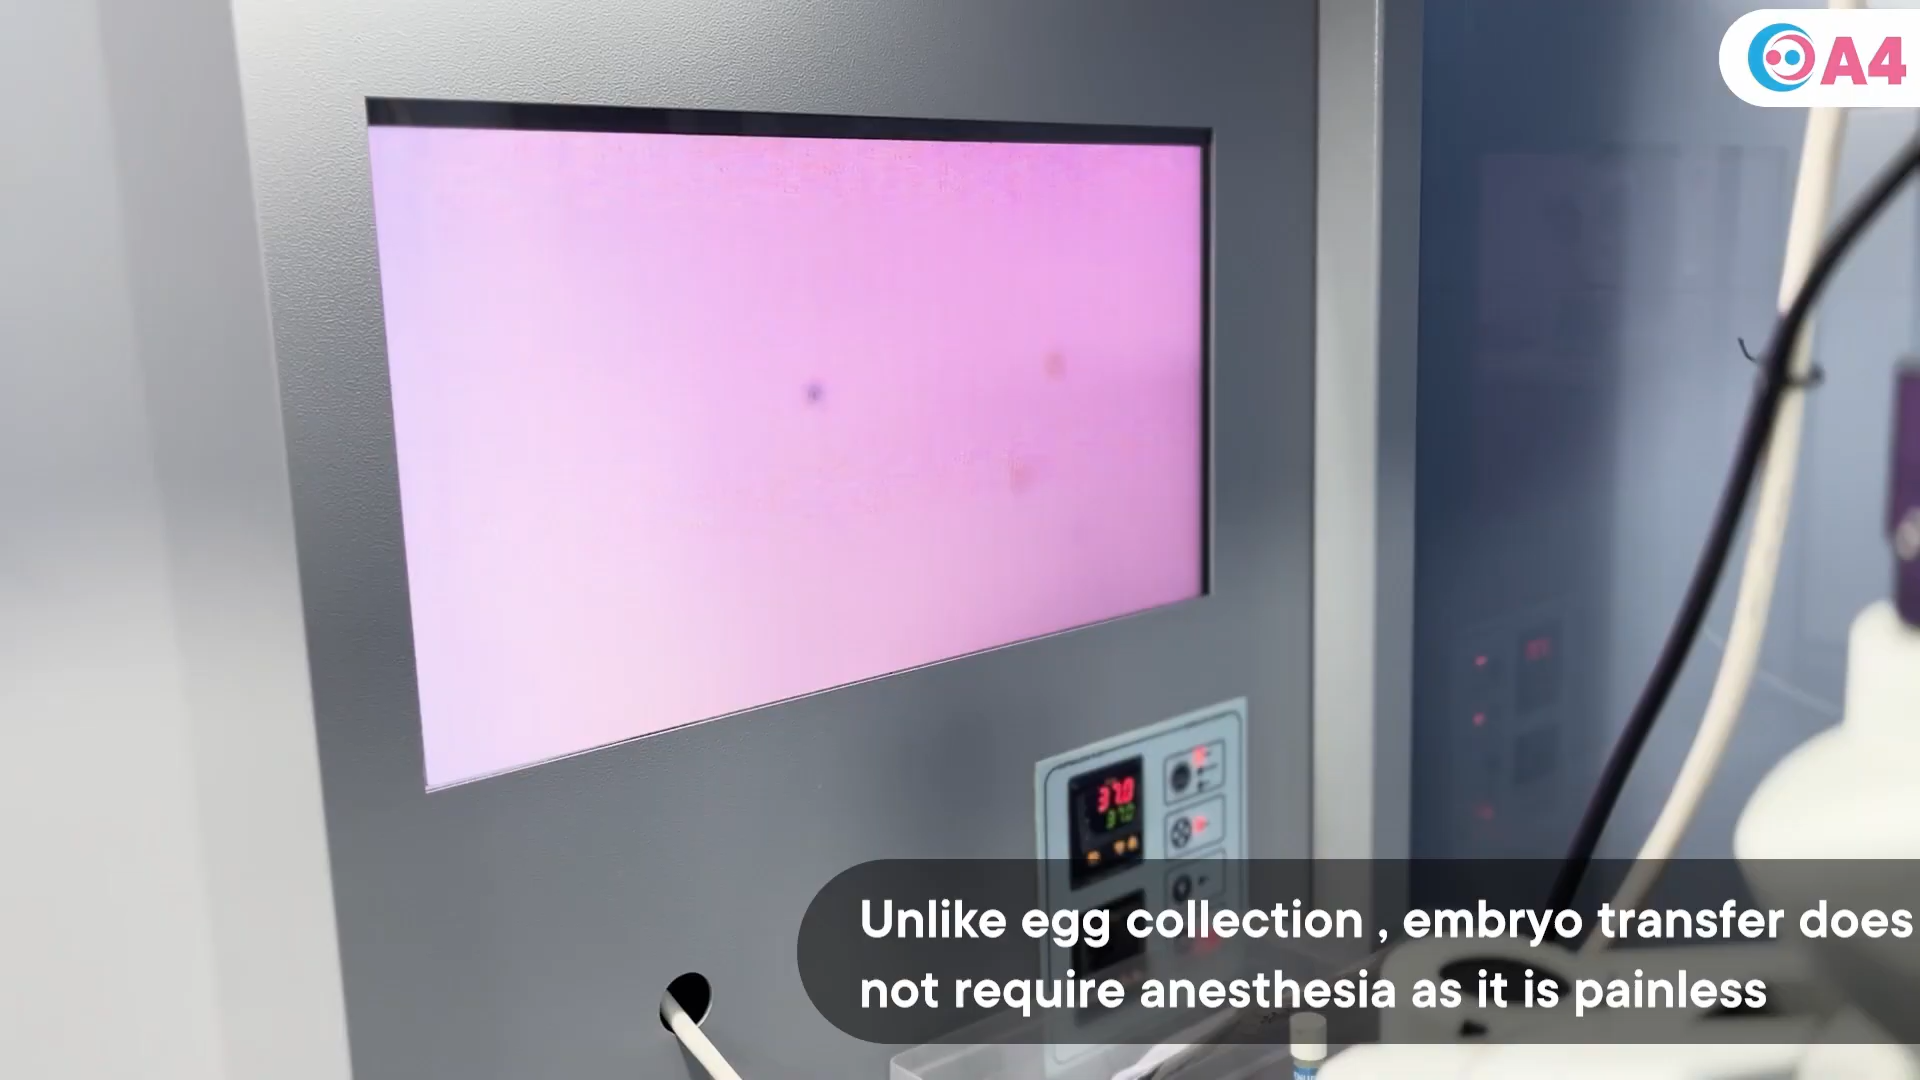 A4
37.0
37.0
Unlike egg collection , embryo transfer does
not require anesthesia as it is painless